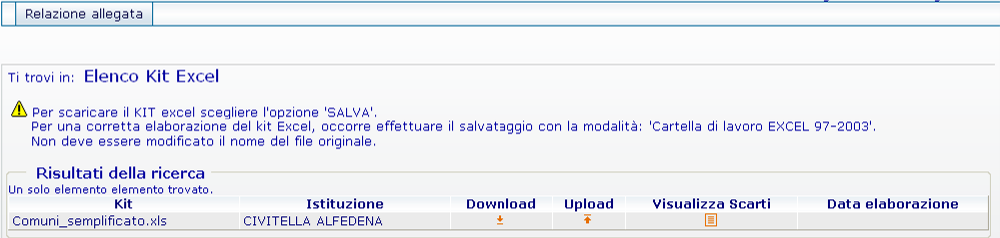 Relazione allegata
Ti trovi in: Elenco Kit Excel
Per scaricare il KIT excel scegliere l'opzione 'SALVA'.
Per una corretta elaborazione del kit Excel, occorre effettuare il salvataggio con la modalità: 'Cartella di lavoro EXCEL 97-2003'.
Non deve essere modificato il nome del file originale.
Risultati della ricerca
Un solo elemento elemento trovato.
Kit Istituzione Download Upload Visualizza Scarti Data elaborazione
Comuni_semplificato.xls CIVITELLA ALFEDENA